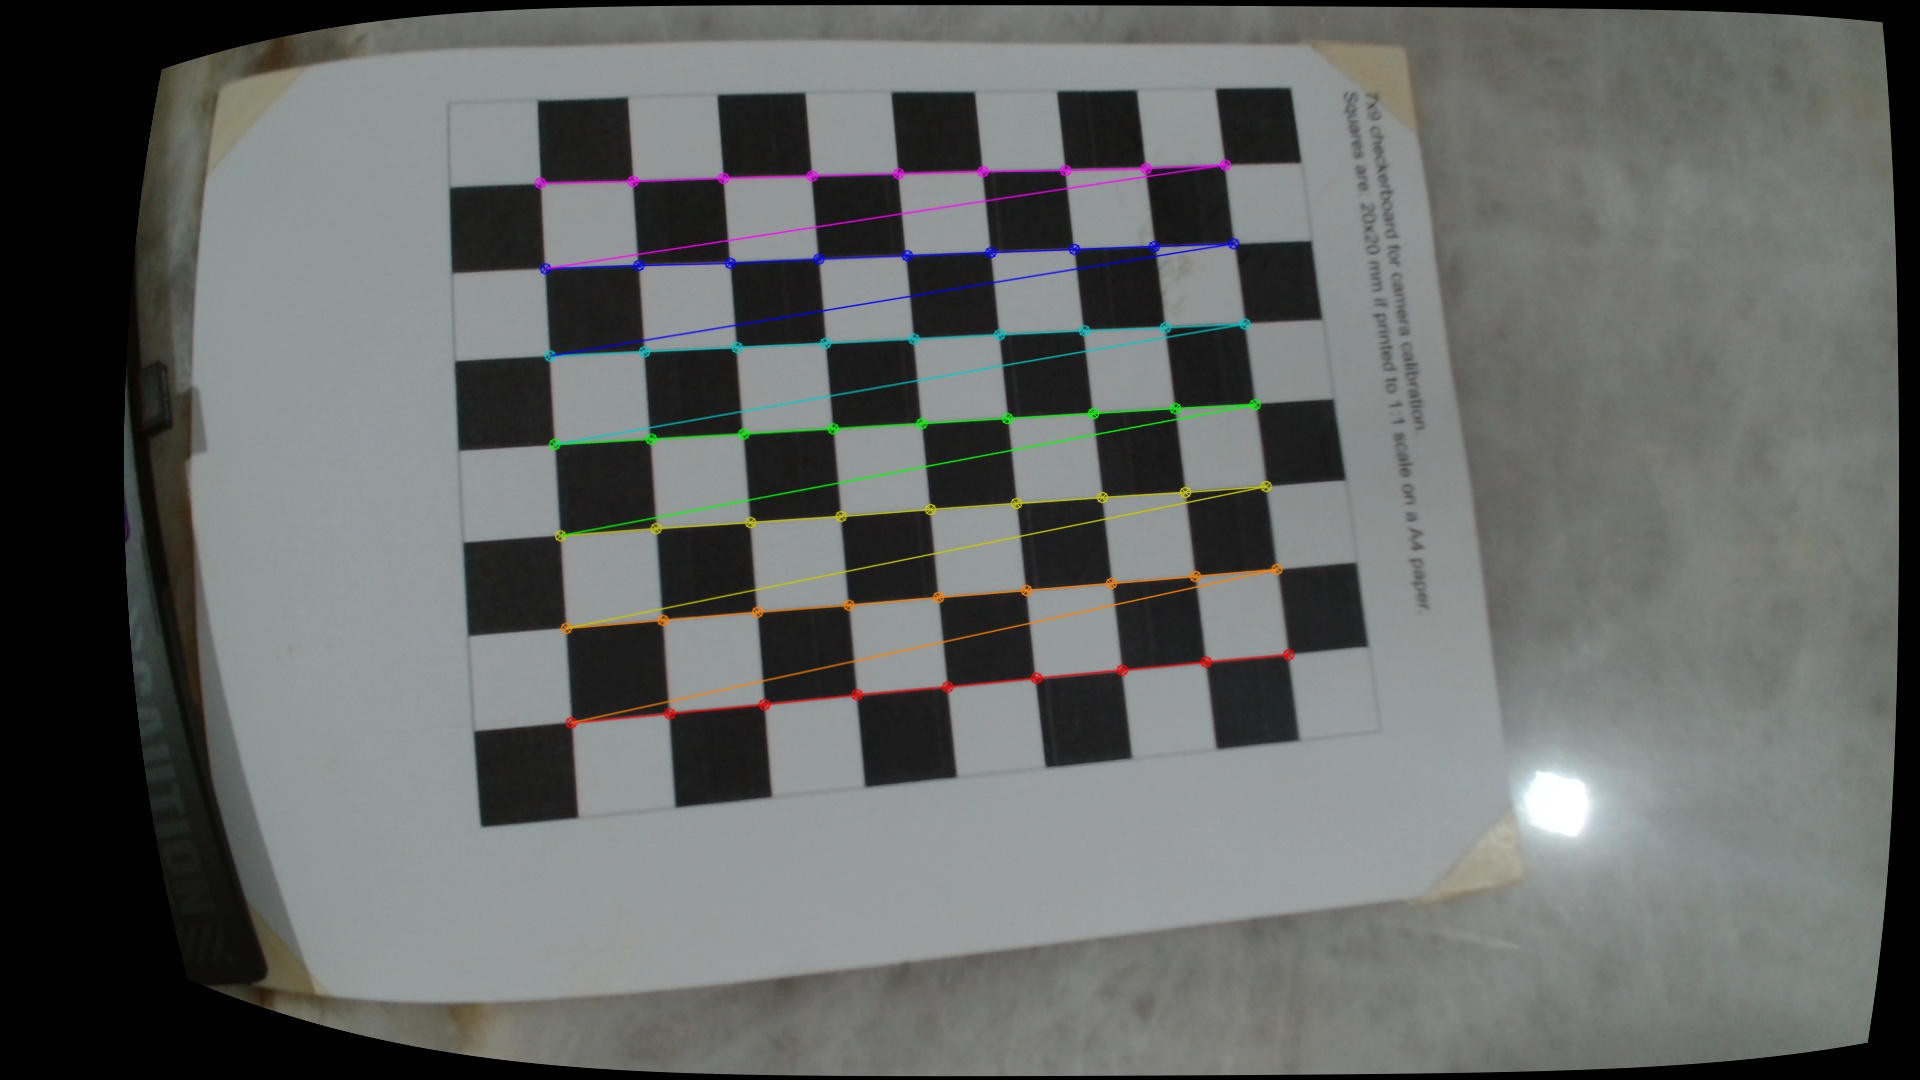 7x9 checkerboard for camera calibration.
Squares are: 20x20 mm if printed to 1:1 scale on a A4 paper.
CAUTION